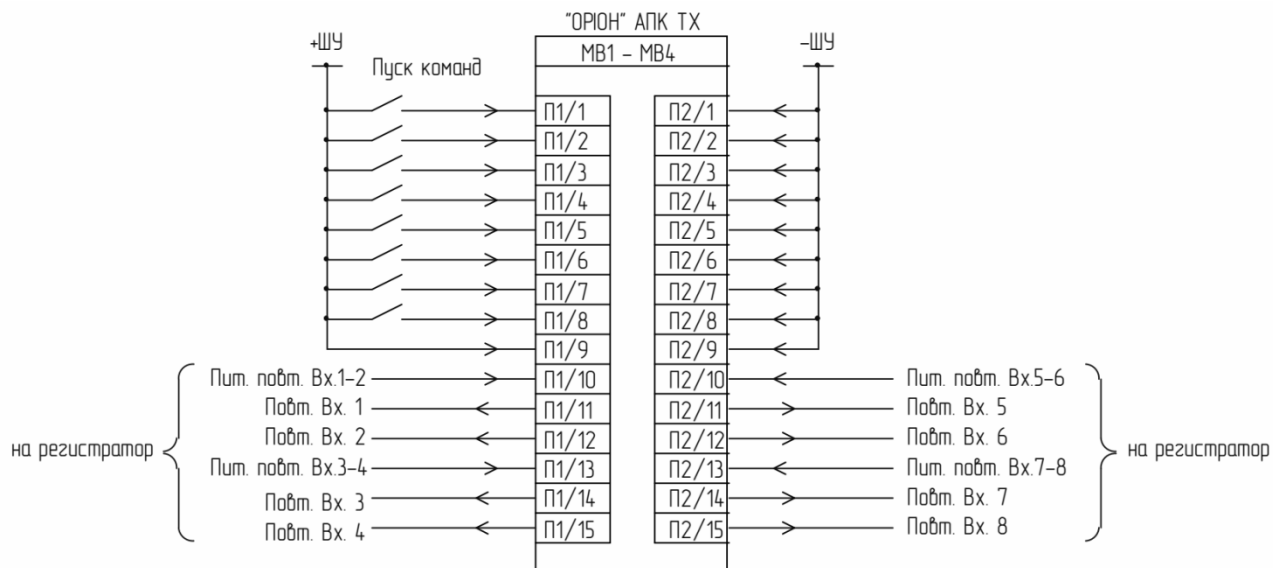 "ОРІОН" АПК ТХ
МВ1 – МВ4
+ШУ
–ШУ
Пуск команд
П1/1
П2/1
П1/2
П2/2
П1/3
П2/3
П1/4
П2/4
П1/5
П2/5
П1/6
П2/6
П1/7
П2/7
П1/8
П2/8
П1/9
П2/9
Пит. повт. Вх.1–2
П1/10
П2/10
Пит. повт. Вх.5–6
Повт. Вх. 1
П1/11
П2/11
Повт. Вх. 5
Повт. Вх. 2
П1/12
П2/12
Повт. Вх. 6
на регистратор
на регистратор
Пит. повт. Вх.3–4
П1/13
П2/13
Пит. повт. Вх.7–8
Повт. Вх. 3
П1/14
П2/14
Повт. Вх. 7
Повт. Вх. 4
П1/15
П2/15
Повт. Вх. 8